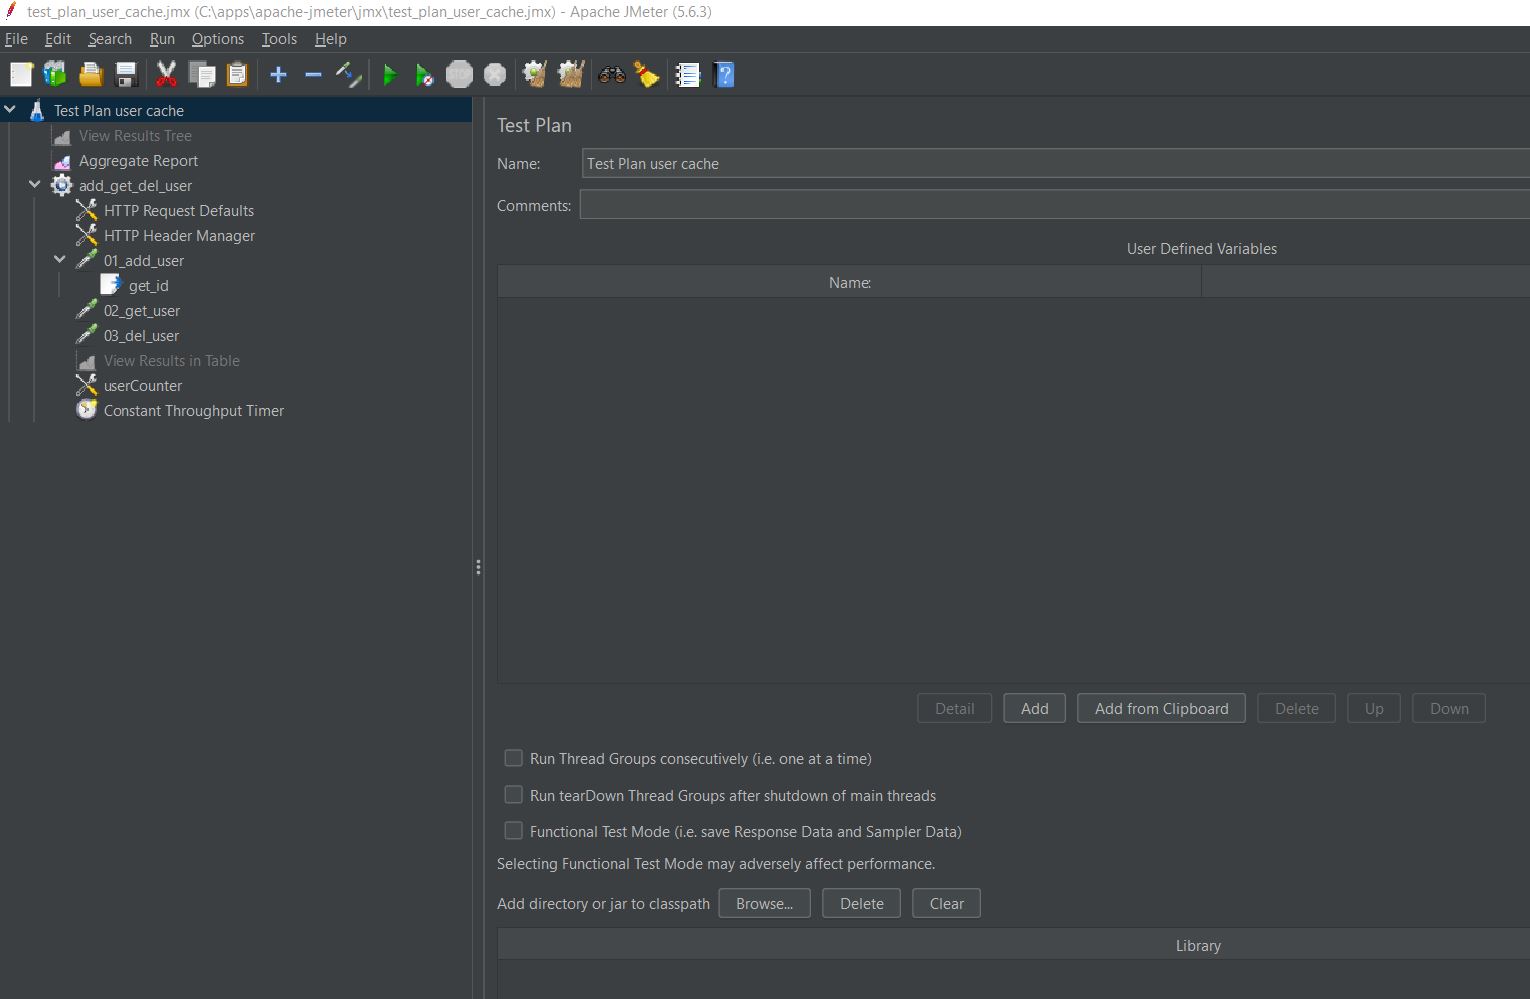 test_plan_user_cache.jmx (C:\apps\apache-jmeter\jmx\test_plan_user_cache.jmx) - Apache JMeter (5.6.3)
File Edit Search Run Options Tools Help
STOP
Test Plan user cache
View Results Tree
Aggregate Report
add_get_del_user
HTTP Request Defaults
HTTP Header Manager
01_add_user
get_id
02_get_user
03_del_user
View Results in Table
userCounter
Constant Throughput Timer
Test Plan
Name: Test Plan user cache
Comments:
User Defined Variables
Name:
Detail Add Add from Clipboard Delete Up Down
Run Thread Groups consecutively (i.e. one at a time)
Run tearDown Thread Groups after shutdown of main threads
Functional Test Mode (i.e. save Response Data and Sampler Data)
Selecting Functional Test Mode may adversely affect performance.
Add directory or jar to classpath Browse... Delete Clear
Library